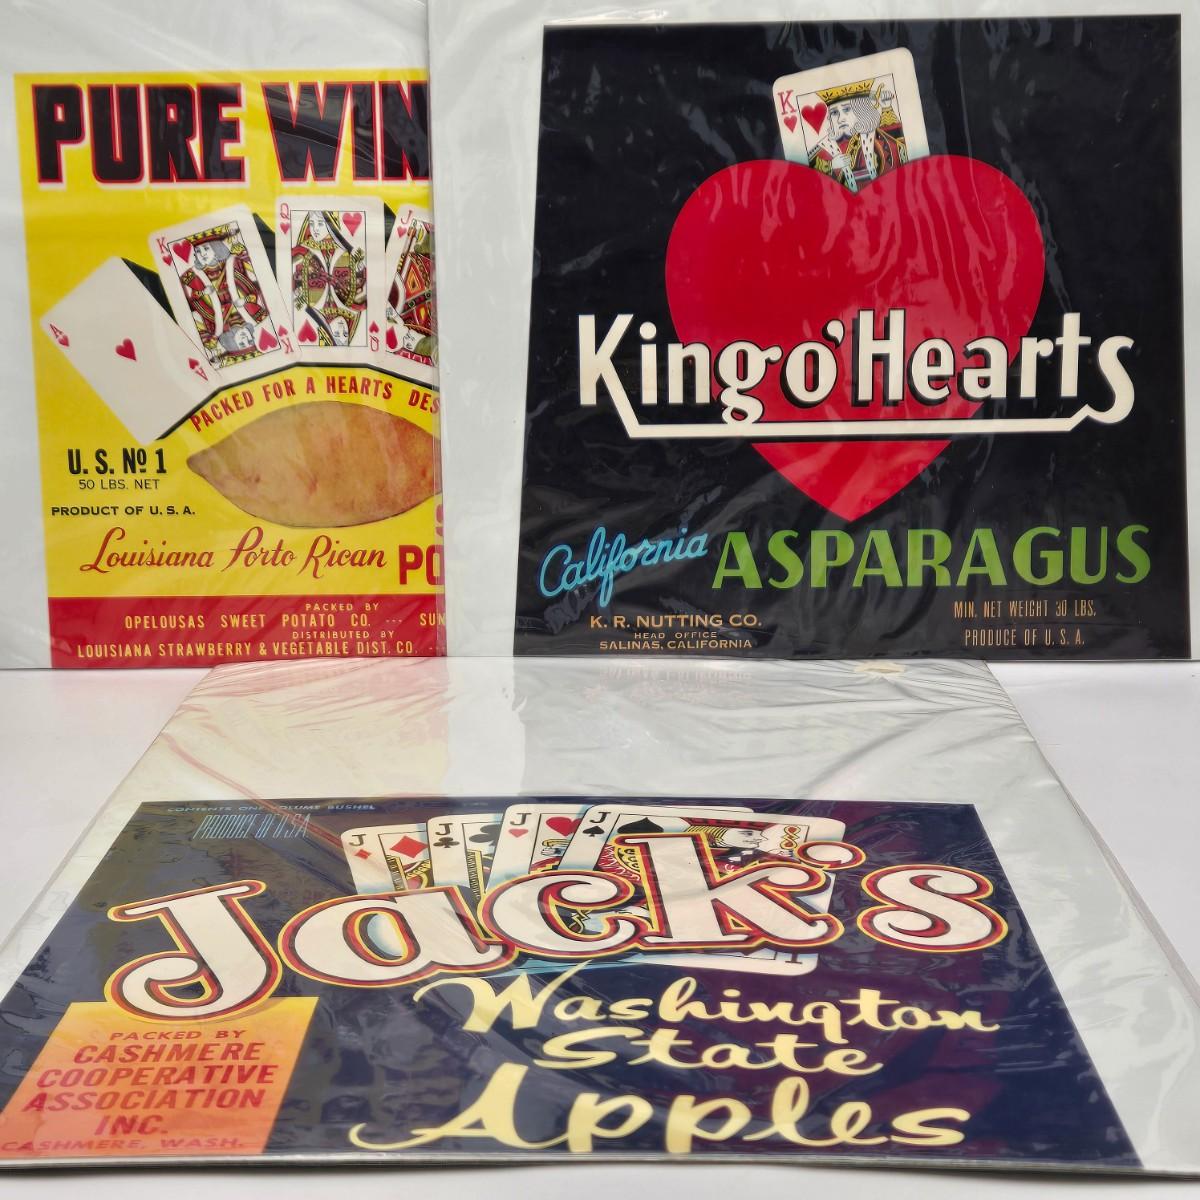 PURE WIN
A
K
Q
J
K
Q
PACKED FOR A HEARTS DES
U. S. Nº 1
50 LBS. NET
PRODUCT OF U. S. A.
S
Louisiana Porto Rican PO
PACKED BY
OPELOUSAS SWEET POTATO CO. --- SUN
DISTRIBUTED BY
LOUISIANA STRAWBERRY & VEGETABLE DIST. CO. --
K
King o' Hearts
California ASPARAGUS
K. R. NUTTING CO.
HEAD OFFICE
SALINAS, CALIFORNIA
MIN. NET WEIGHT 30 LBS.
PRODUCE OF U. S. A.
CONTENTS ONE VOLUME BUSHEL
PRODUCE OF U.S.A
J
J
J
J
Jack's
Washington
State
Apples
PACKED BY
CASHMERE
COOPERATIVE
ASSOCIATION
INC.
CASHMERE, WASH.